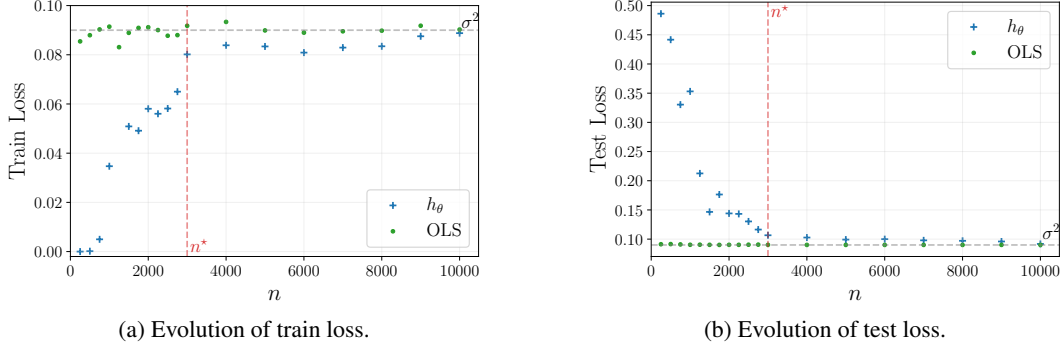 0.10
0.08
0.06
0.04
0.02
0.00
Train Loss
0
2000
4000
6000
8000
10000
n
σ²
n*
h_θ
OLS
(a) Evolution of train loss.
0.50
0.45
0.40
0.35
0.30
0.25
0.20
0.15
0.10
Test Loss
0
2000
4000
6000
8000
10000
n
n*
σ²
h_θ
OLS
(b) Evolution of test loss.